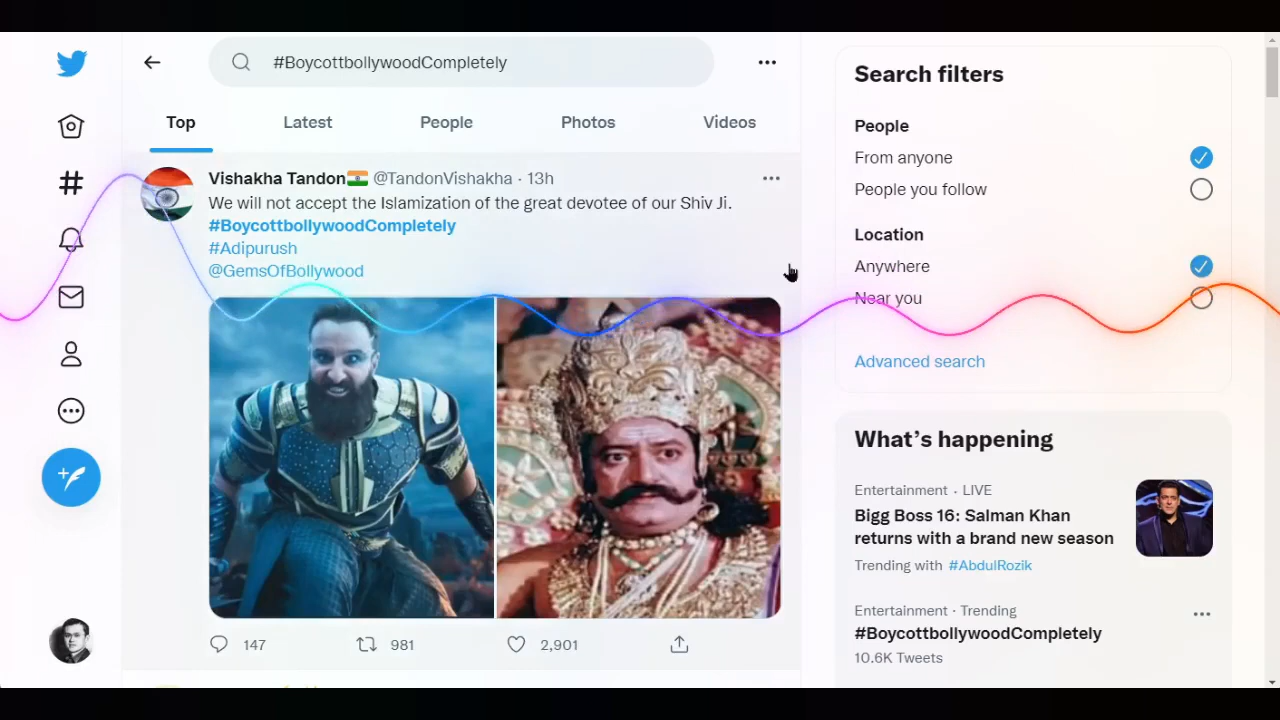 #BoycottbollywoodCompletely
Top Latest People Photos Videos
Vishakha Tandon @TandonVishakha · 13h
We will not accept the Islamization of the great devotee of our Shiv Ji.
#BoycottbollywoodCompletely
#Adipurush
@GemsOfBollywood
147 981 2,901
Search filters
People
From anyone
People you follow
Location
Anywhere
Near you
Advanced search
What's happening
Entertainment · LIVE
Bigg Boss 16: Salman Khan
returns with a brand new season
Trending with #AbdulRozik
Entertainment · Trending
#BoycottbollywoodCompletely
10.6K Tweets